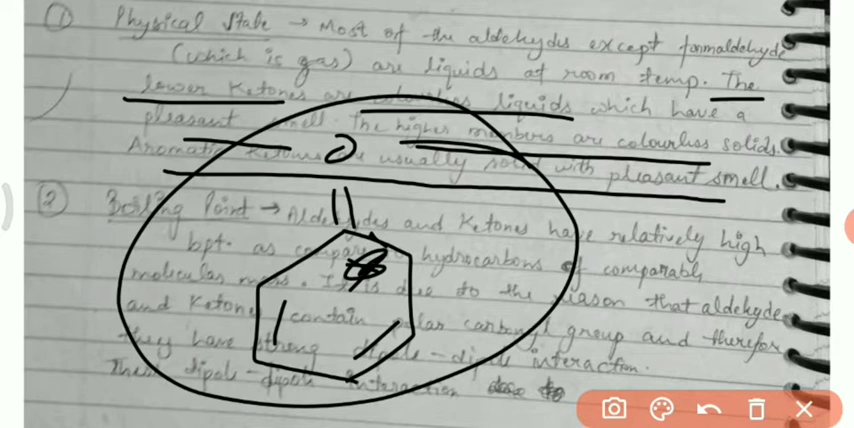 ① Physical State → Most of the aldehydes except formaldehyde
(which is gas) are liquids at room temp. The
lower Ketones are colourless liquids which have a
pleasant smell. The higher members are colourless solids.
Aromatic Ketones are usually solid with pleasant smell.
O
② Boiling Point → Aldehydes and Ketones have relatively high
bpt. as compared hydrocarbons of comparable
molecular mass. It is due to the reason that aldehyde
and Ketone contain polar carbonyl group and therefor
they have strong dipole-dipole interaction.
These dipole-dipole interaction